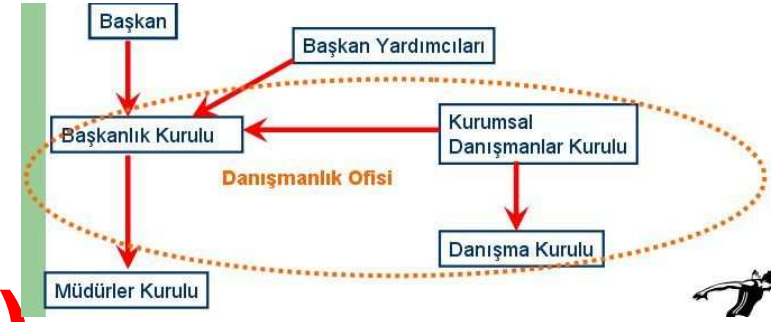 Başkan
Başkan Yardımcıları
Başkanlık Kurulu
Kurumsal
Danışmanlar Kurulu
Danışmanlık Ofisi
Danışma Kurulu
Müdürler Kurulu